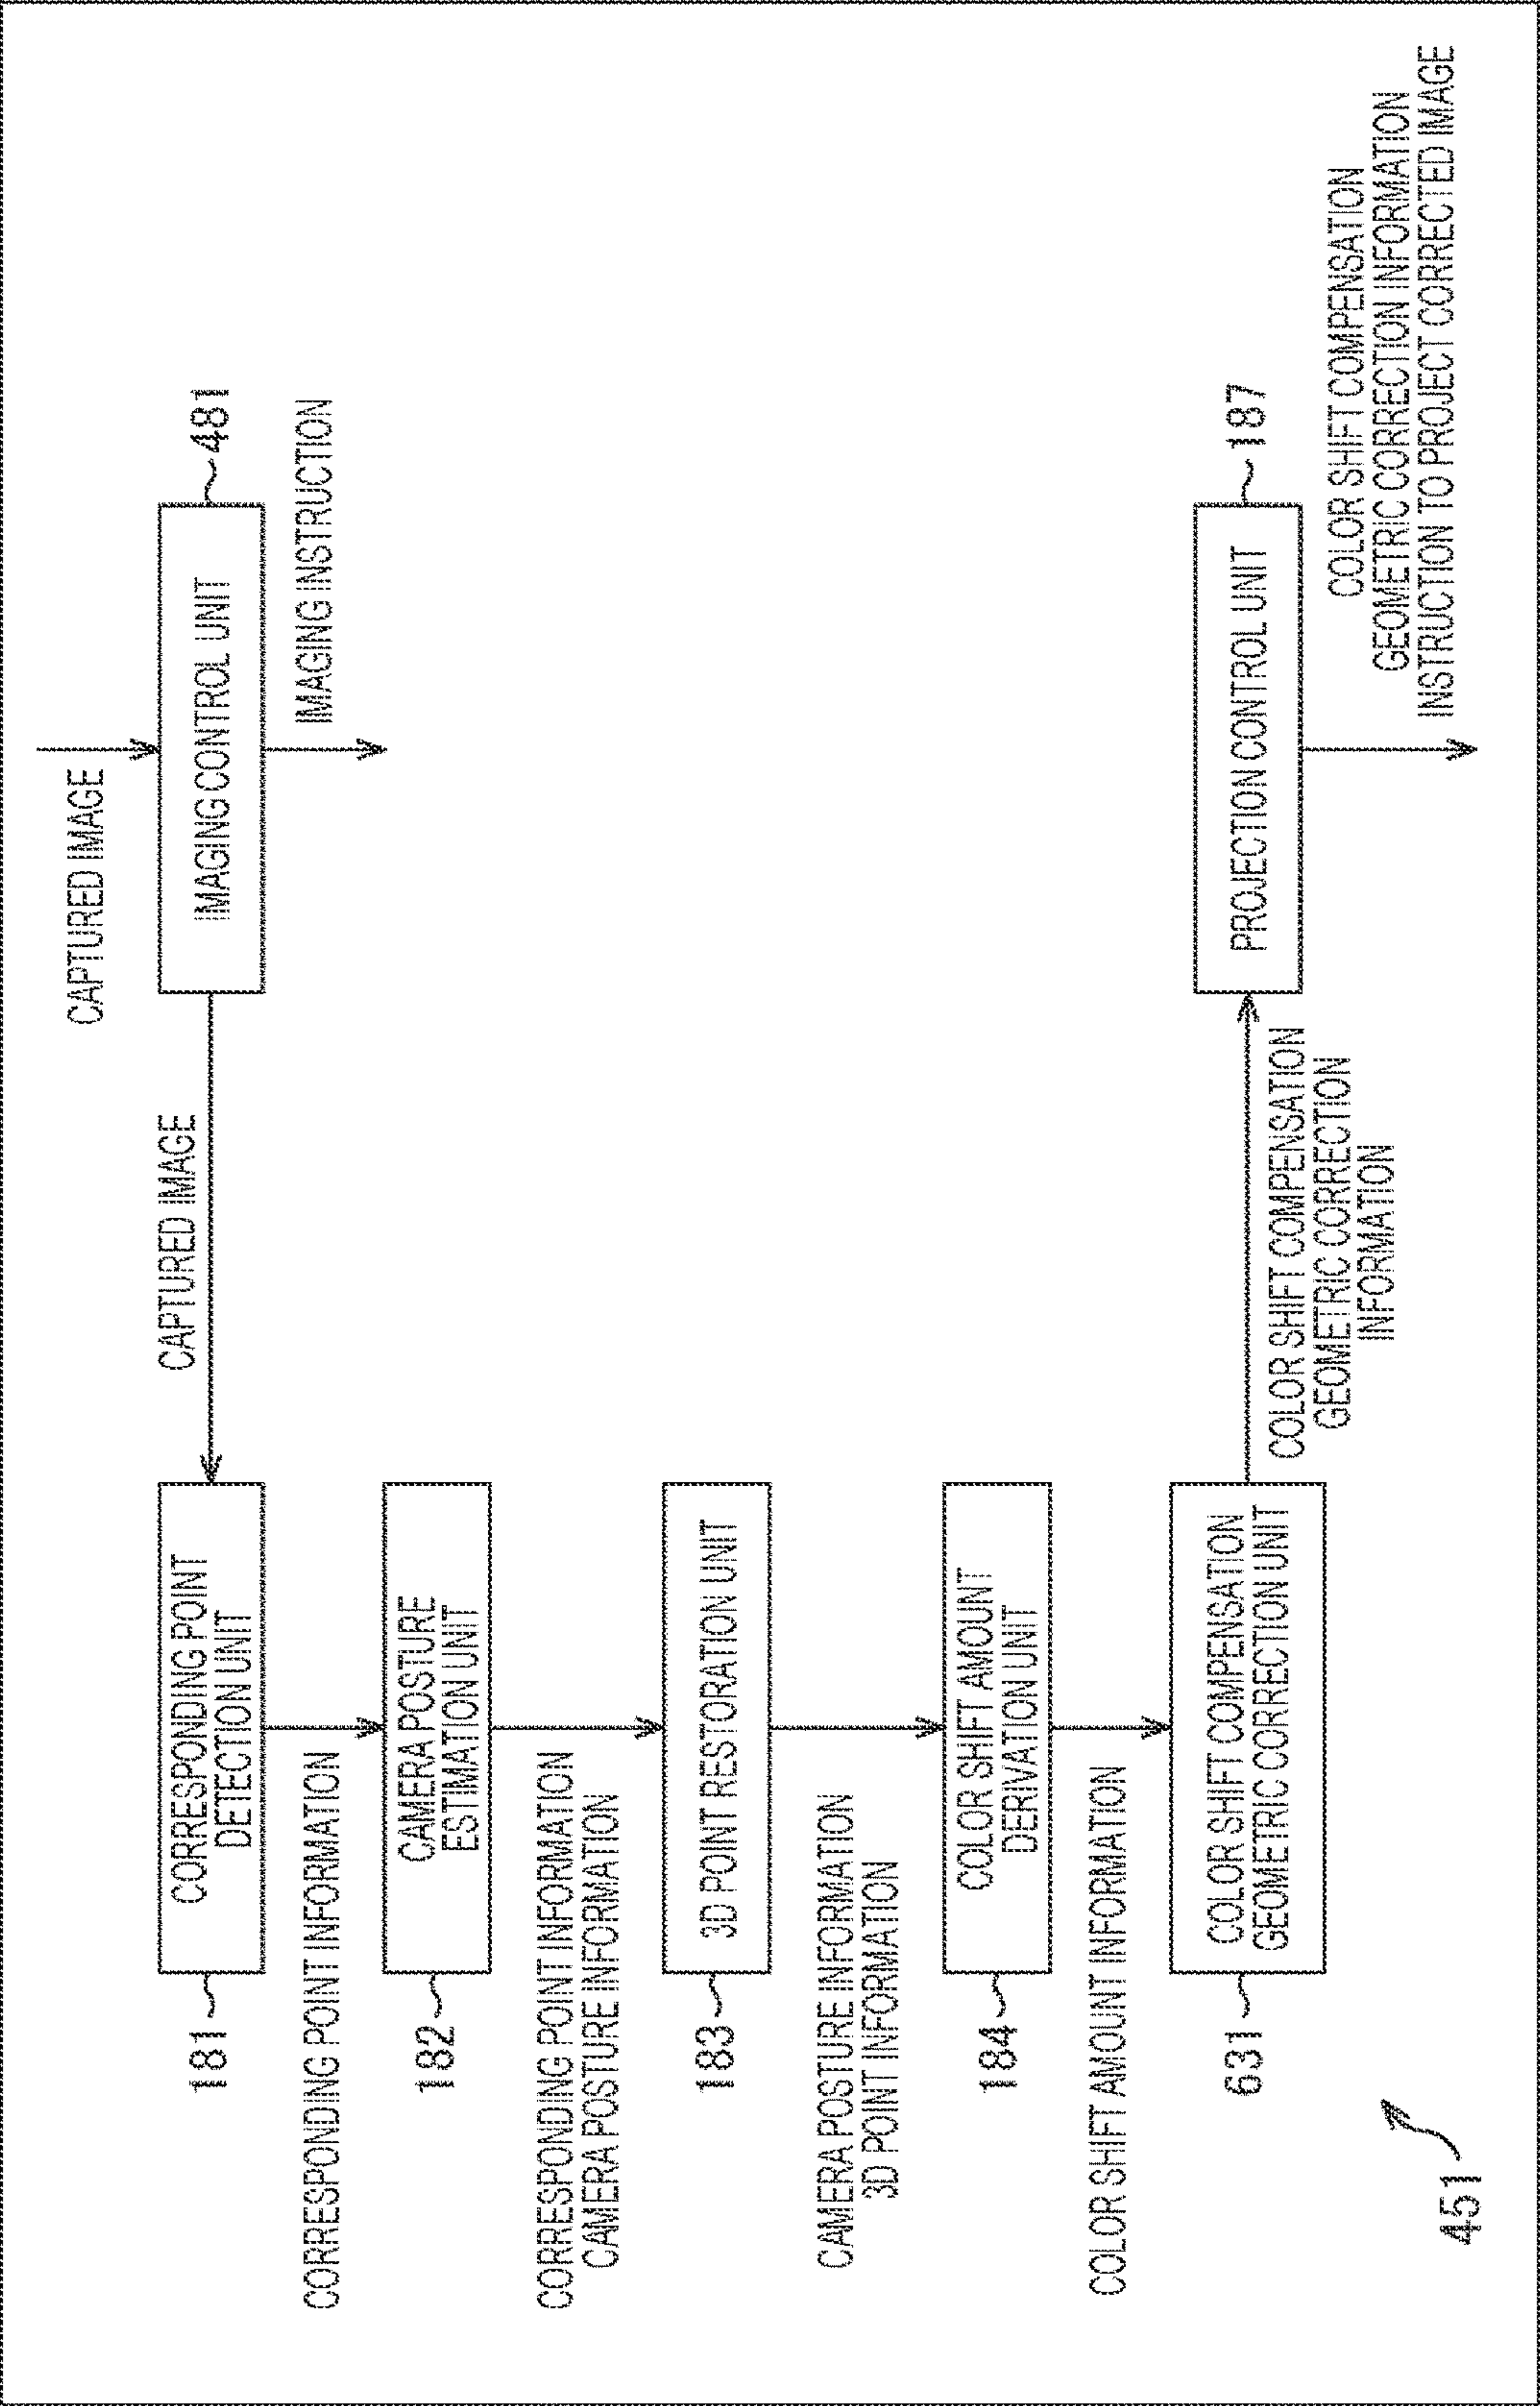 CAPTURED IMAGE
IMAGING CONTROL UNIT
481
IMAGING INSTRUCTION
CAPTURED IMAGE
181
CORRESPONDING POINT
DETECTION UNIT
CORRESPONDING POINT INFORMATION
182
CAMERA POSTURE
ESTIMATION UNIT
CORRESPONDING POINT INFORMATION
CAMERA POSTURE INFORMATION
183
3D POINT RESTORATION UNIT
CAMERA POSTURE INFORMATION
3D POINT INFORMATION
184
COLOR SHIFT AMOUNT
DERIVATION UNIT
COLOR SHIFT AMOUNT INFORMATION
631
COLOR SHIFT COMPENSATION
GEOMETRIC CORRECTION UNIT
COLOR SHIFT COMPENSATION
GEOMETRIC CORRECTION
INFORMATION
PROJECTION CONTROL UNIT
187
COLOR SHIFT COMPENSATION
GEOMETRIC CORRECTION INFORMATION
INSTRUCTION TO PROJECT CORRECTED IMAGE
451